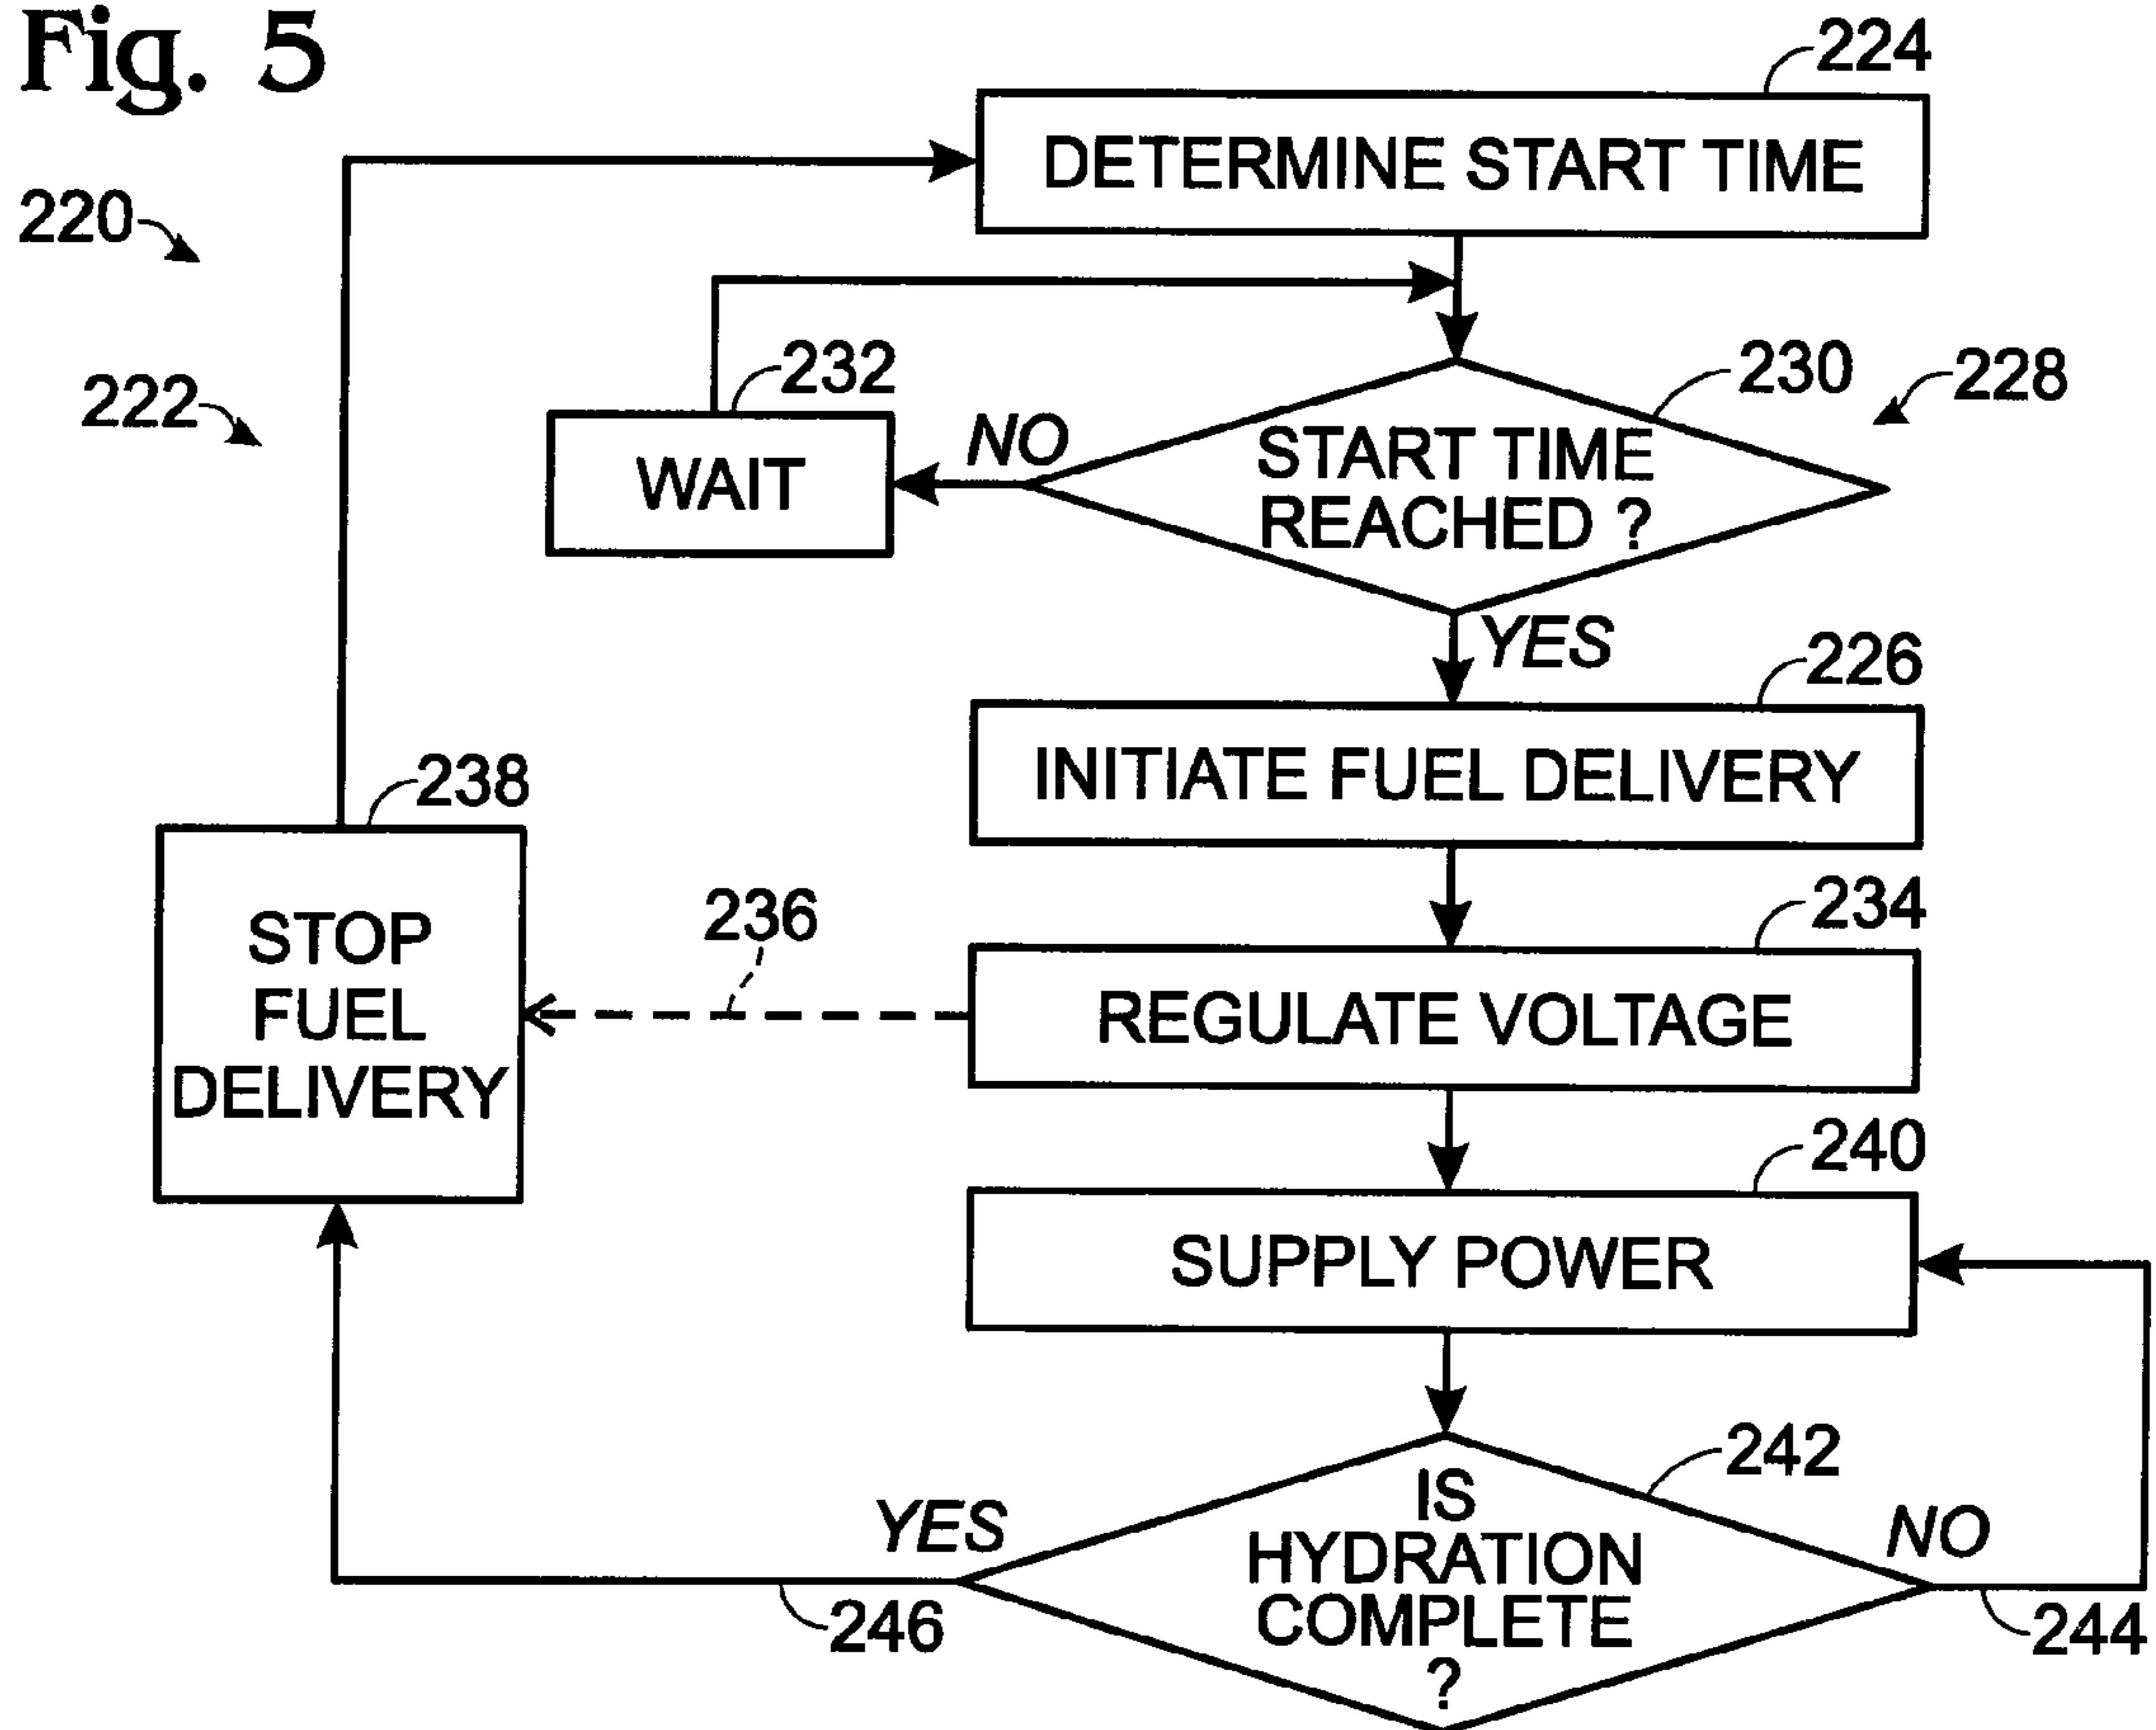 Fig. 5
224
DETERMINE START TIME
220
232
230
228
222
NO
START TIME
REACHED ?
WAIT
YES
226
INITIATE FUEL DELIVERY
238
234
236
STOP
FUEL
DELIVERY
REGULATE VOLTAGE
240
SUPPLY POWER
242
IS
HYDRATION
COMPLETE
?
YES
NO
246
244